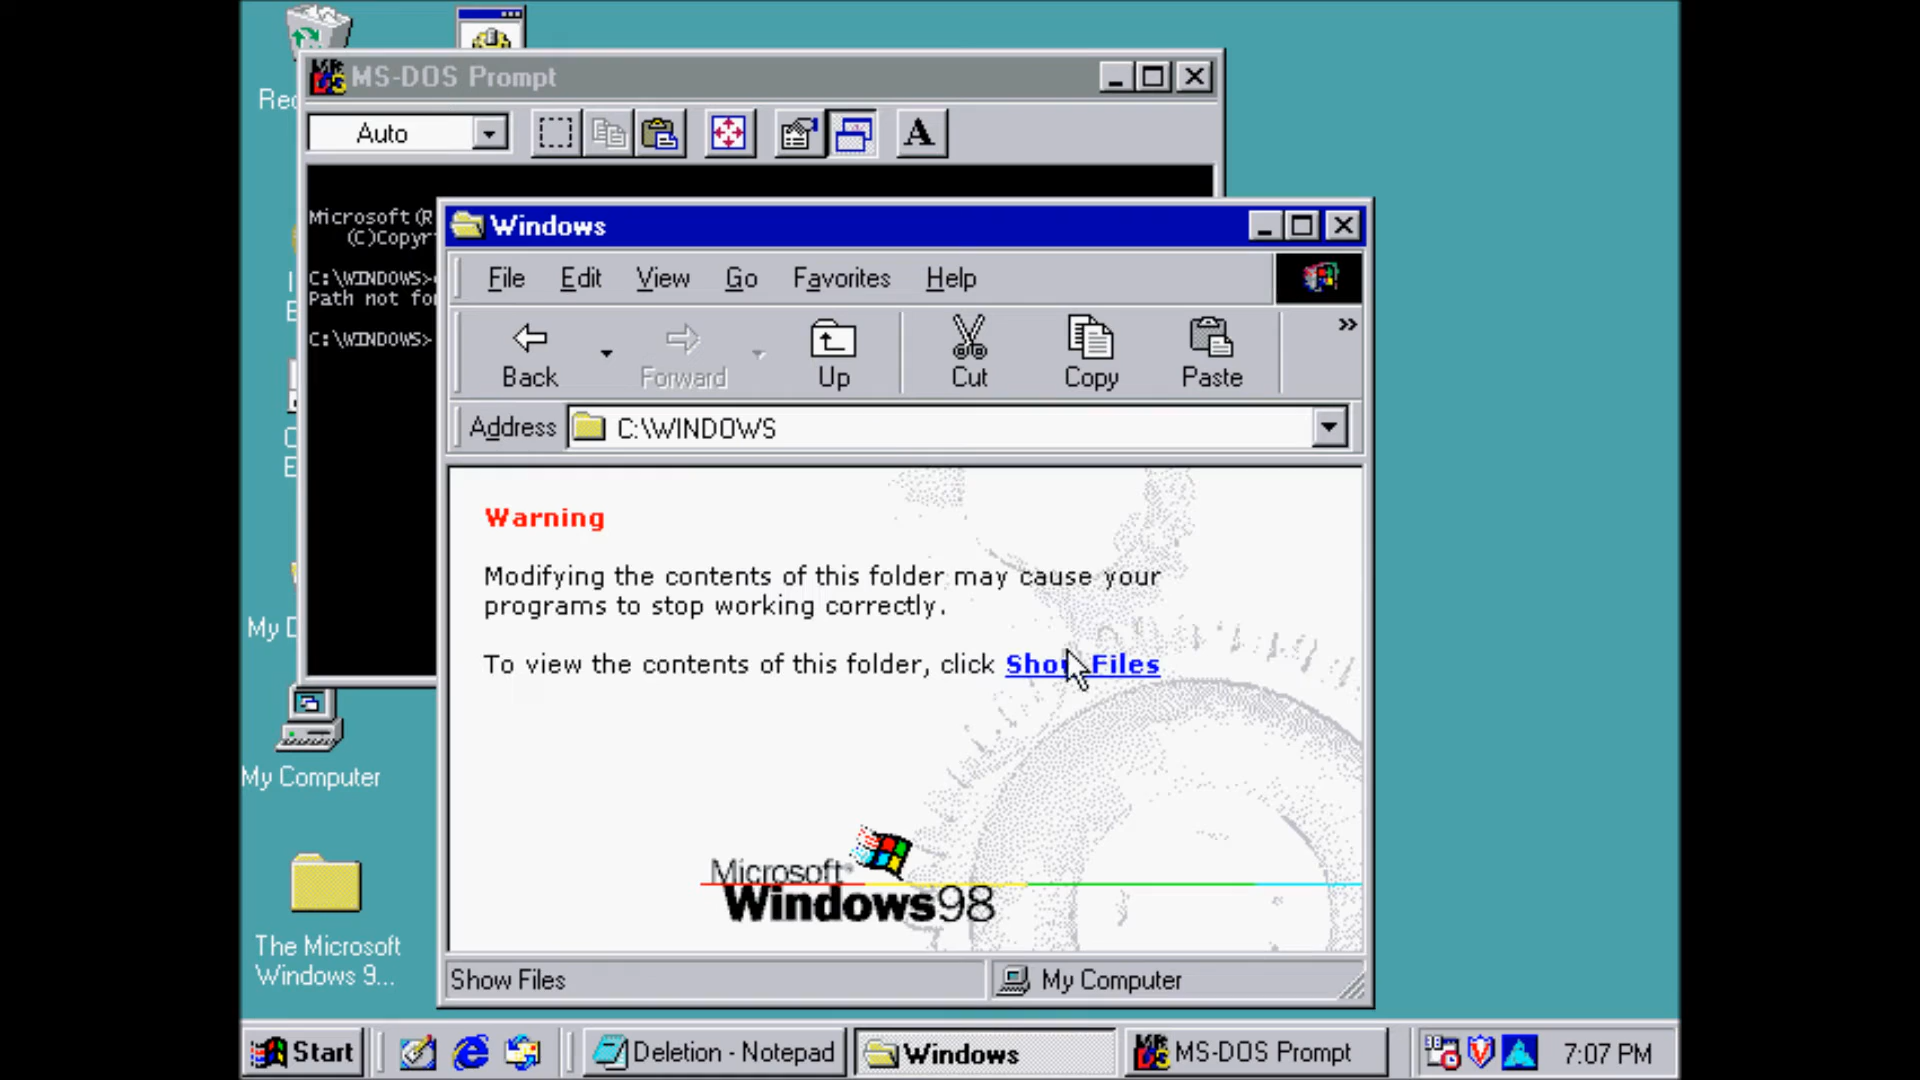 Rec
MS-DOS Prompt
Auto
A
Microsoft(R
(C)Copyr
C:\WINDOWS>
Path not fo
C:\WINDOWS>
Windows
File Edit View Go Favorites Help
Back Forward Up Cut Copy Paste »
Address C:\WINDOWS
Warning
Modifying the contents of this folder may cause your
programs to stop working correctly.
To view the contents of this folder, click Show Files
Microsoft
Windows98
Show Files My Computer
I
E
C
E
My D
My Computer
The Microsoft
Windows 9...
Start Deletion - Notepad Windows MS-DOS Prompt 7:07 PM